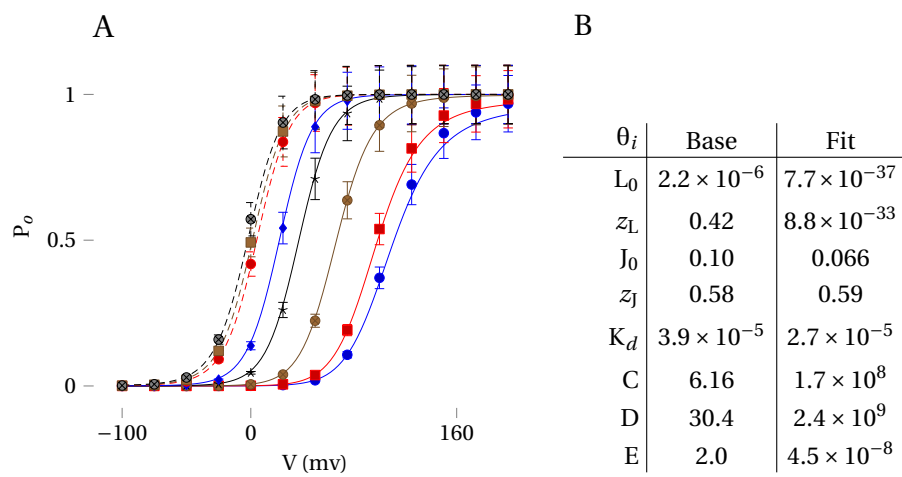 A
B
1
0.5
0
P_o
−100
0
160
V (mv)
θ_i Base Fit
L_0 2.2 × 10^−6 7.7 × 10^−37
z_L 0.42 8.8 × 10^−33
J_0 0.10 0.066
z_J 0.58 0.59
K_d 3.9 × 10^−5 2.7 × 10^−5
C 6.16 1.7 × 10^8
D 30.4 2.4 × 10^9
E 2.0 4.5 × 10^−8